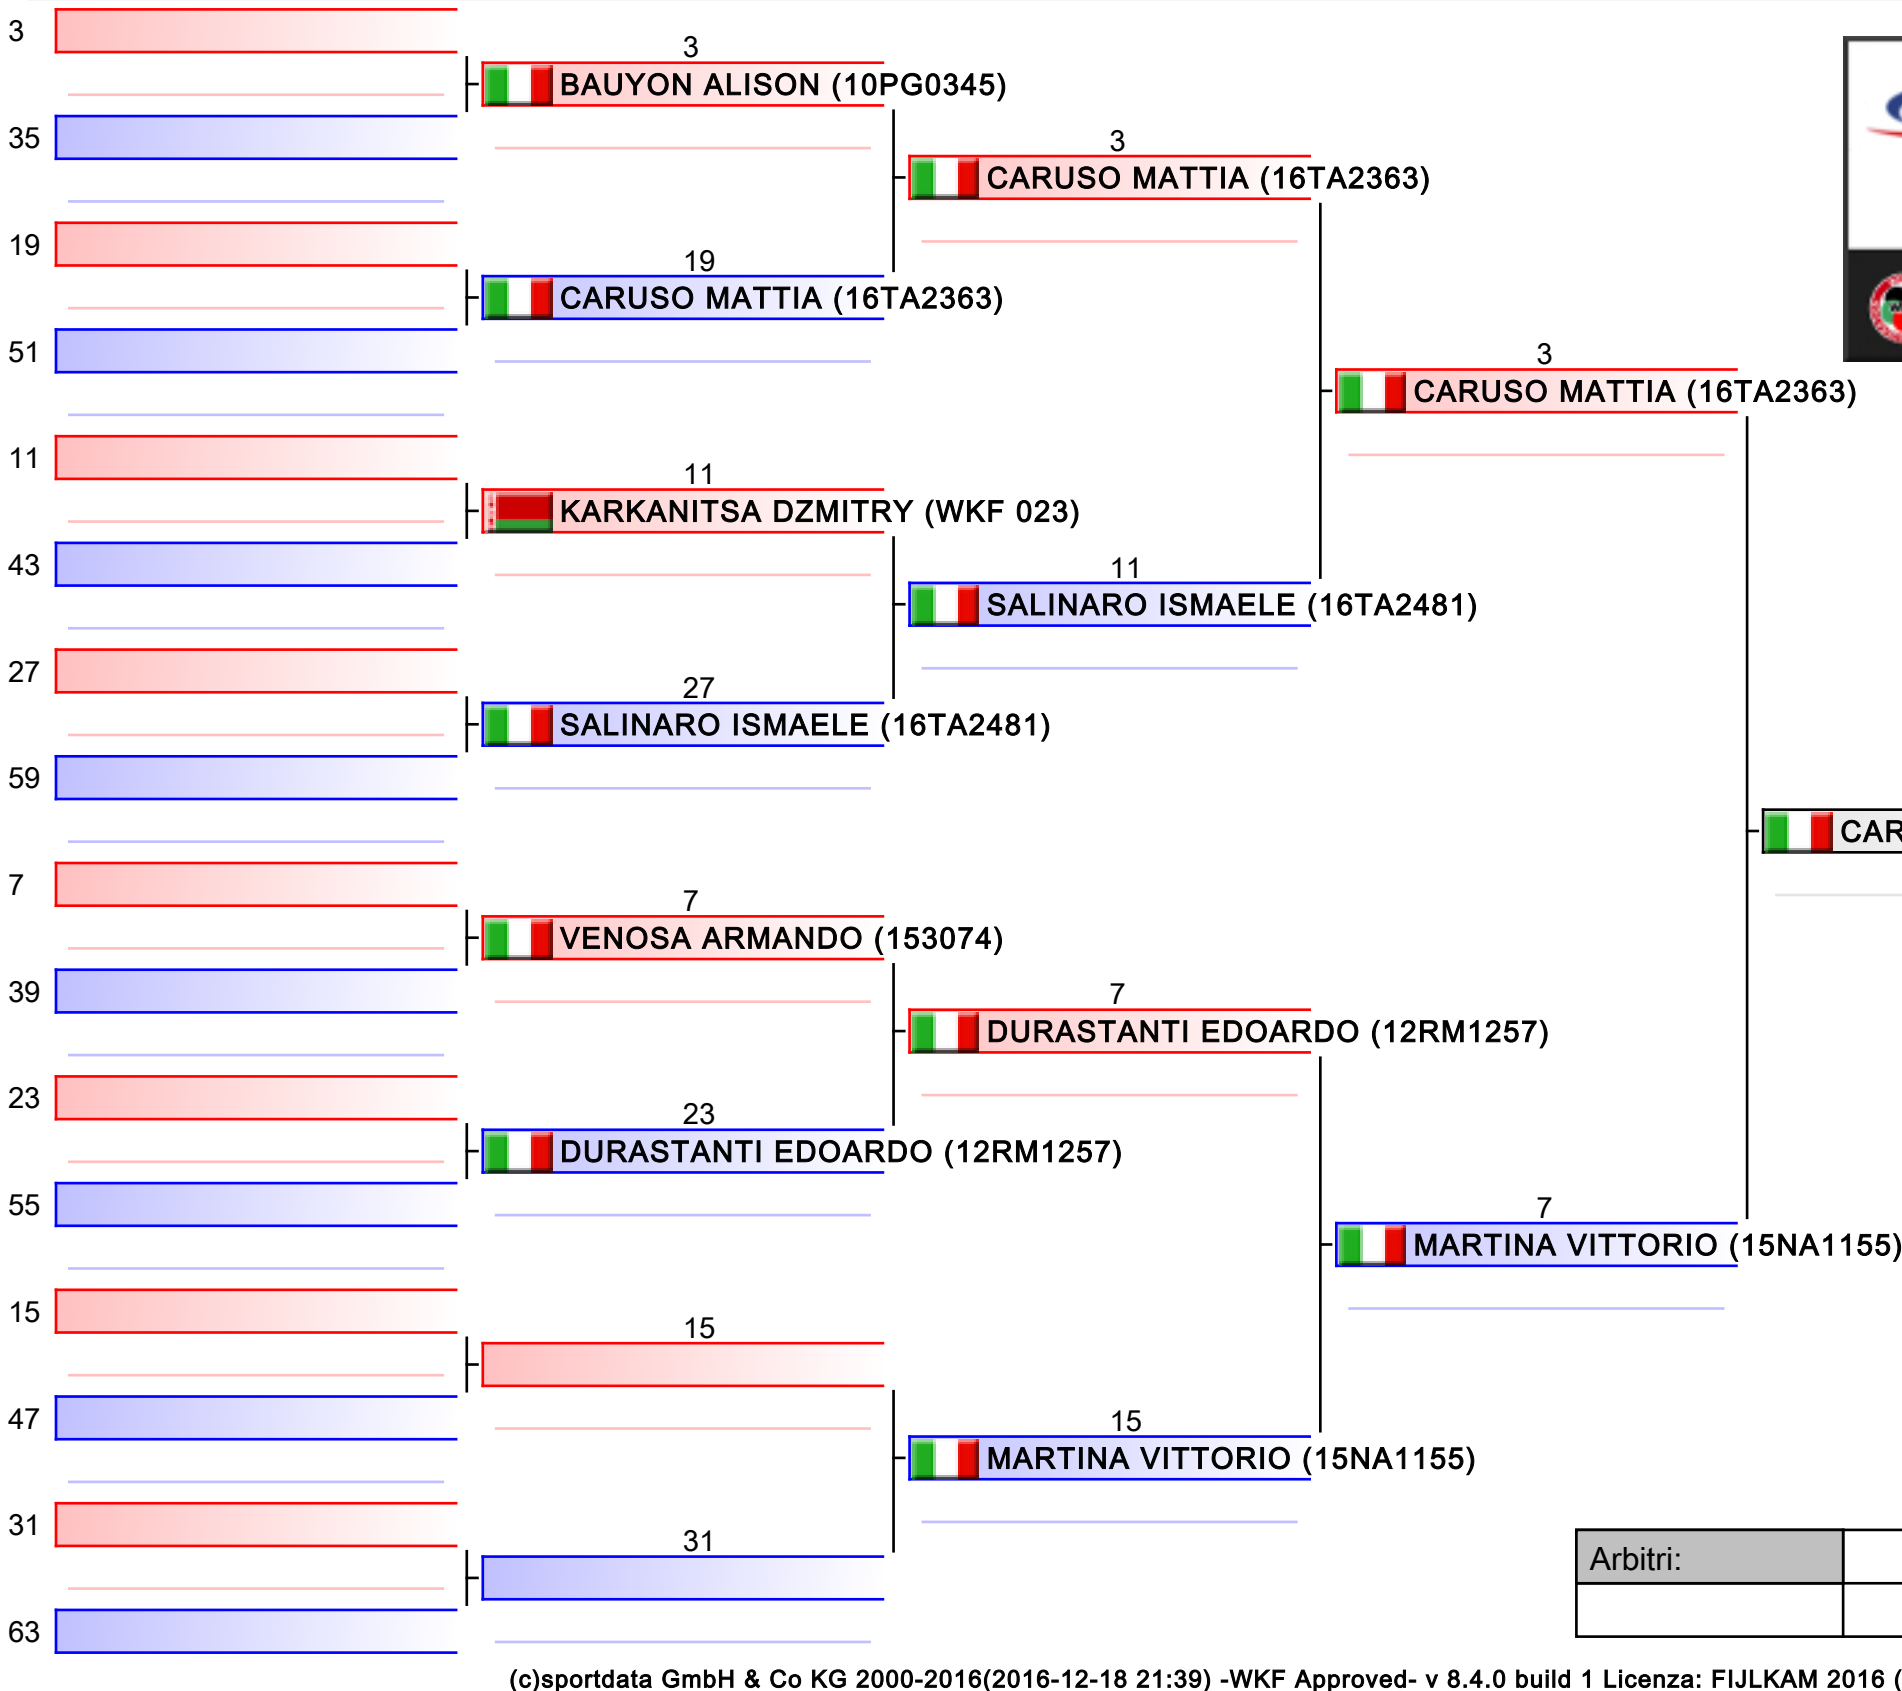 3
3
BAUYON ALISON (10PG0345)
35
3
CARUSO MATTIA (16TA2363)
19
19
CARUSO MATTIA (16TA2363)
51
3
CARUSO MATTIA (16TA2363)
11
11
KARKANITSA DZMITRY (WKF 023)
43
11
SALINARO ISMAELE (16TA2481)
27
27
SALINARO ISMAELE (16TA2481)
59
CAR
7
7
VENOSA ARMANDO (153074)
39
7
DURASTANTI EDOARDO (12RM1257)
23
23
DURASTANTI EDOARDO (12RM1257)
55
7
MARTINA VITTORIO (15NA1155)
15
15
47
15
MARTINA VITTORIO (15NA1155)
31
31
Arbitri:
63
(c)sportdata GmbH & Co KG 2000-2016(2016-12-18 21:39) -WKF Approved- v 8.4.0 build 1 Licenza: FIJLKAM 2016 (